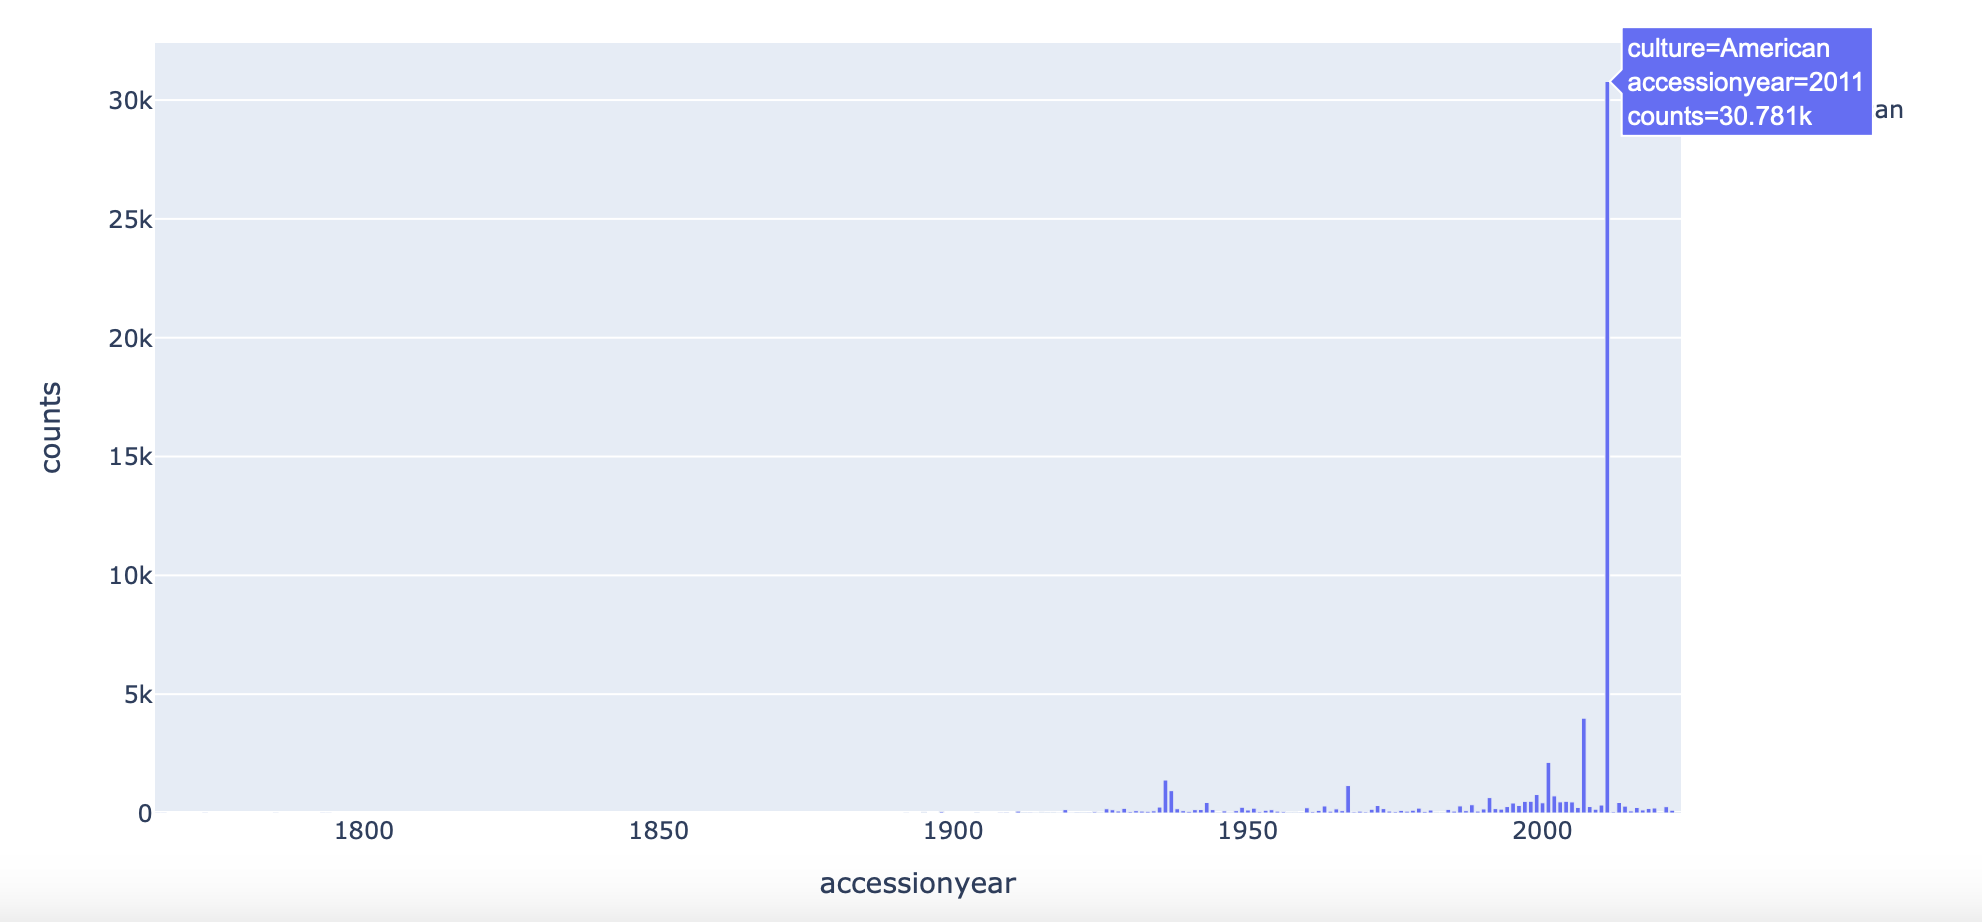 culture=American
accessionyear=2011
counts=30.781k
an
30k
25k
20k
15k
10k
5k
0
counts
1800 1850 1900 1950 2000
accessionyear